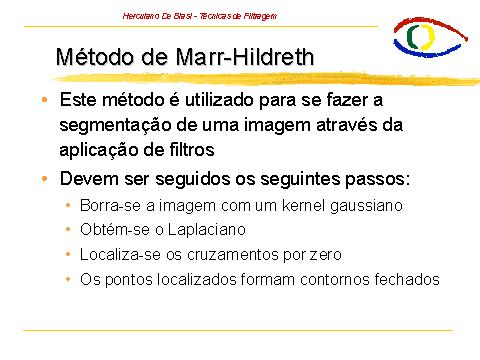 Herculano De Biasi - Técnicas de Filtragem
Método de Marr-Hildreth
• Este método é utilizado para se fazer a
segmentação de uma imagem através da
aplicação de filtros
• Devem ser seguidos os seguintes passos:
• Borra-se a imagem com um kernel gaussiano
• Obtém-se o Laplaciano
• Localiza-se os cruzamentos por zero
• Os pontos localizados formam contornos fechados